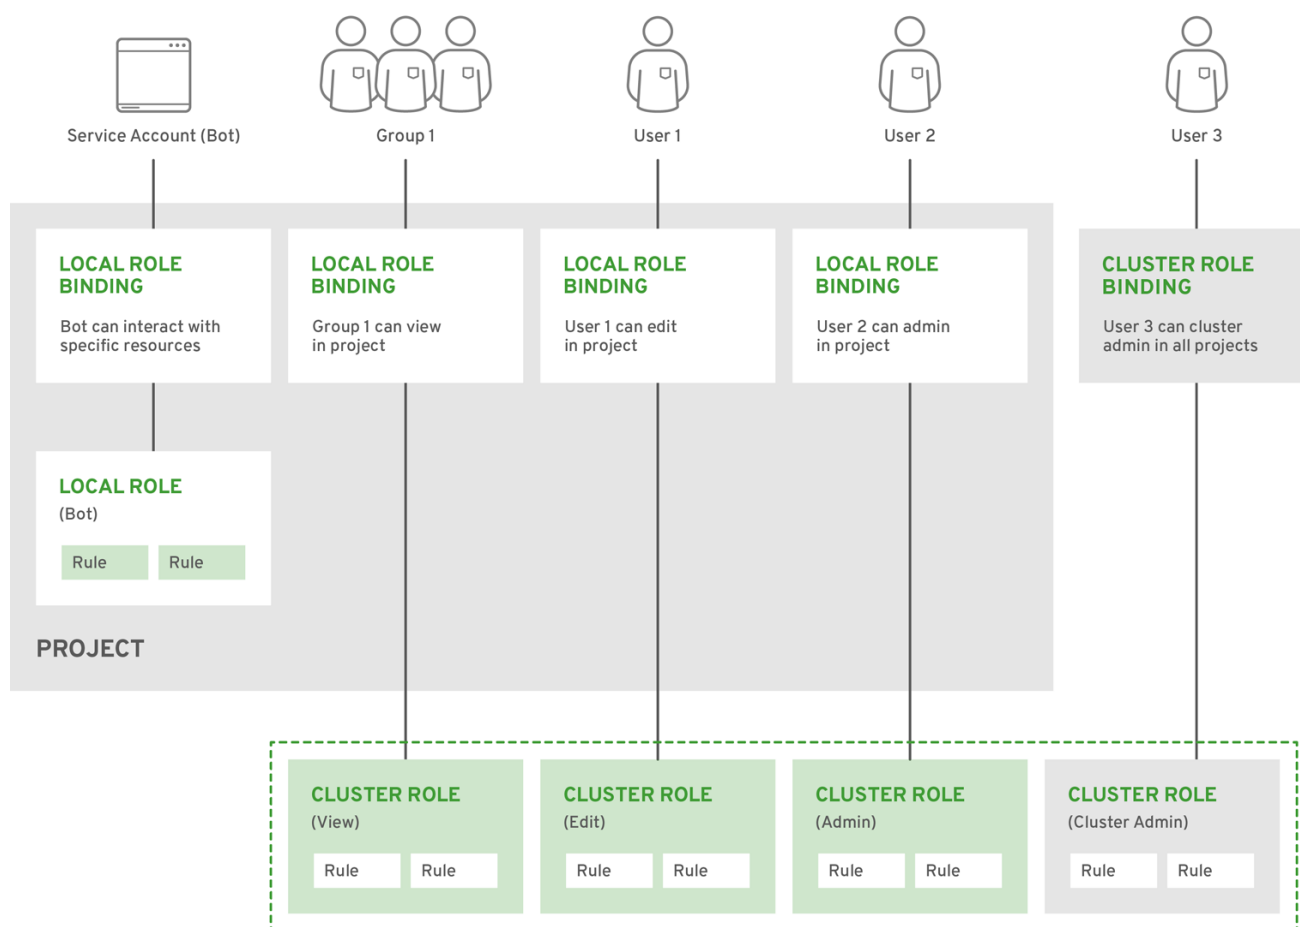 Service Account (Bot)
Group 1
User 1
User 2
User 3
LOCAL ROLE
BINDING
Bot can interact with
specific resources
LOCAL ROLE
BINDING
Group 1 can view
in project
LOCAL ROLE
BINDING
User 1 can edit
in project
LOCAL ROLE
BINDING
User 2 can admin
in project
CLUSTER ROLE
BINDING
User 3 can cluster
admin in all projects
LOCAL ROLE
(Bot)
Rule
Rule
PROJECT
CLUSTER ROLE
(View)
Rule
Rule
CLUSTER ROLE
(Edit)
Rule
Rule
CLUSTER ROLE
(Admin)
Rule
Rule
CLUSTER ROLE
(Cluster Admin)
Rule
Rule